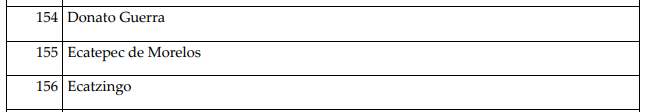 154 Donato Guerra
155 Ecatepec de Morelos
156 Ecatzingo